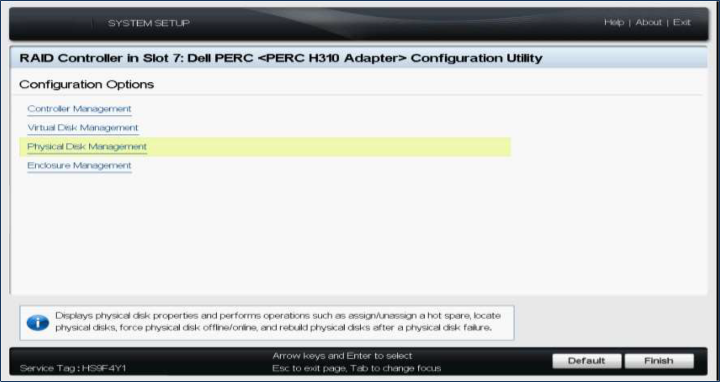 SYSTEM SETUP
Help | About | Exit
RAID Controller in Slot 7: Dell PERC <PERC H310 Adapter> Configuration Utility
Configuration Options
Controller Management
Virtual Disk Management
Physical Disk Management
Enclosure Management
Displays physical disk properties and performs operations such as assign/unassign a hot spare, locate
physical disks, force physical disk offline/online, and rebuild physical disks after a physical disk failure.
Arrow keys and Enter to select
Service Tag : HS9F4Y1
Esc to exit page, Tab to change focus
Default
Finish